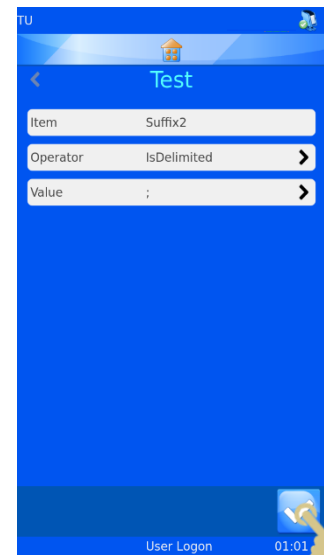 TU
Test
Item Suffix2
Operator IsDelimited
Value ;
User Logon 01:01